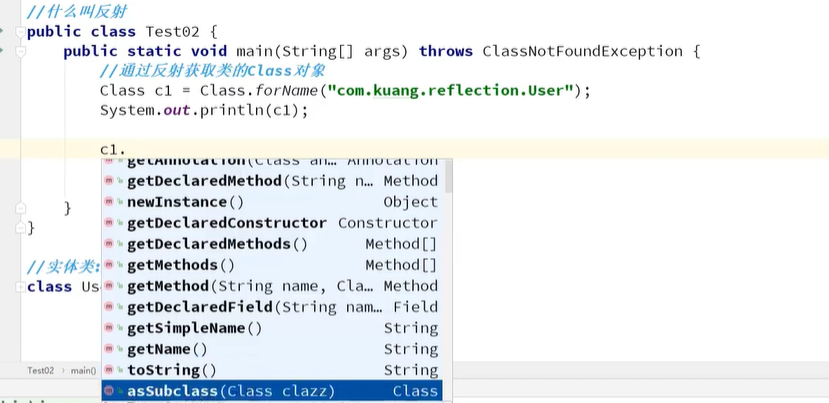 //什么叫反射
public class Test02 {
public static void main(String[] args) throws ClassNotFoundException {
//通过反射获取类的Class对象
Class c1 = Class.forName("com.kuang.reflection.User");
System.out.println(c1);
c1.
getAnnotation(Class an… Annotation
getDeclaredMethod(String n… Method
newInstance() Object
getDeclaredConstructor Constructor
getDeclaredMethods() Method[]
getMethods() Method[]
getMethod(String name, Cla… Method
getDeclaredField(String nam… Field
getSimpleName() String
getName() String
toString() String
asSubclass(Class clazz) Class
}
}
//实体类:
class Us
Test02 › main()